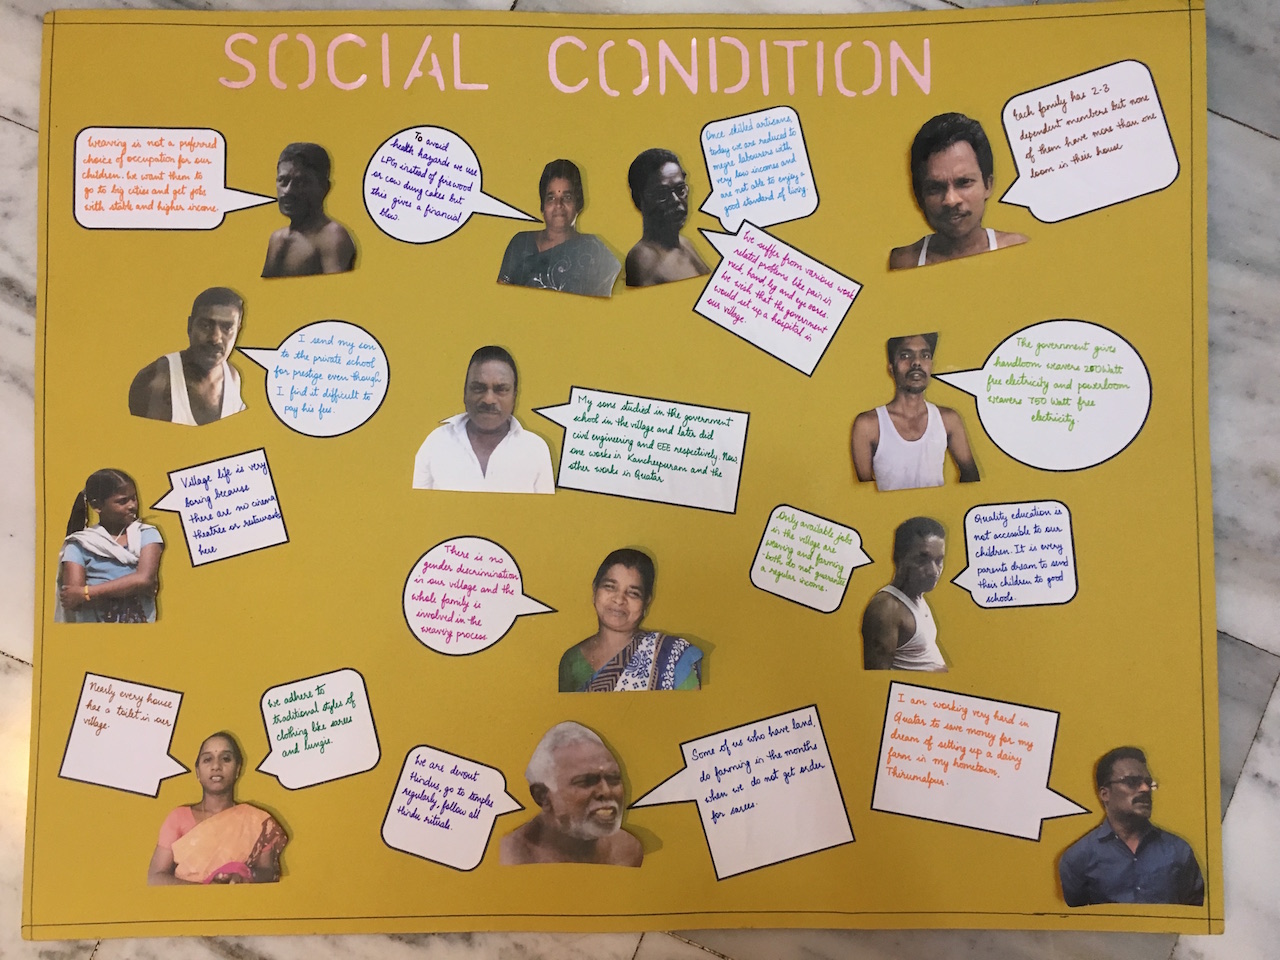 SOCIAL CONDITION
Weaving is not a preferred
choice of occupation for our
children. We want them to
go to big cities and get jobs
with stable and higher income.
To avoid
health hazards we use
LPG instead of firewood
or cow dung cakes but
this gives a financial
blow.
Once skilled artisans,
today we are reduced to
megre labourers with
very low incomes and
are not able to enjoy a
good standard of living.
Each family has 2-3
dependent members but none
of them have more than one
loom in their house
We suffer from various work
related problems like pain in
neck, hand, leg and eye sores.
We wish that the government
would set up a hospital in
our village.
I send my son
to the private school
for prestige even though
I find it difficult to
pay his fees.
My sons studied in the government
school in the village and later did
civil engineering and EEE respectively. Now,
one works in Kancheepuram and the
other works in Quatar
The government gives
handloom weavers 200Watt
free electricity and powerloom
weavers 750 Watt free
electricity.
Village life is very
boring because
there are no cinema
theatres or restaurants
here
There is no
gender discrimination
in our village and the
whole family is
involved in the
weaving process
Only available jobs
in the village are
weaving and farming
-both do not guarantee
a regular income.
Quality education is
not accessible to our
children. It is every
parents dream to send
their children to good
schools.
Nearly every house
has a toilet in our
village.
We adhere to
traditional styles of
clothing like sarees
and lungis.
We are devout
Hindus, go to temples
regularly, follow all
Hindu rituals.
Some of us who have land,
do farming in the months
when we do not get order
for sarees.
I am working very hard in
Quatar to save money for my
dream of setting up a dairy
farm in my hometown,
Thirumalpur.